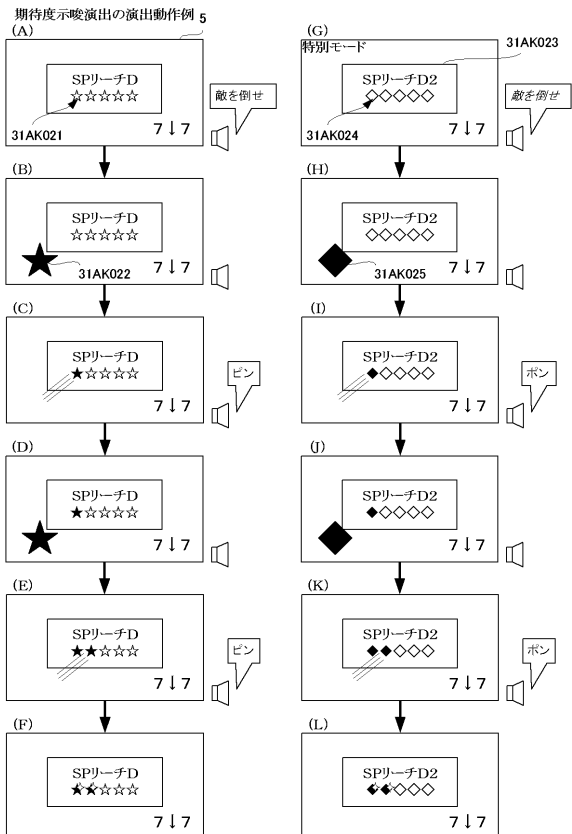 期待度示唆演出の演出動作例
5
(A)
SPリーチD
☆☆☆☆☆
31AK021
7↓7
敵を倒せ
(B)
SPリーチD
☆☆☆☆☆
31AK022
7↓7
(C)
SPリーチD
★☆☆☆☆
7↓7
ピン
(D)
SPリーチD
★☆☆☆☆
7↓7
(E)
SPリーチD
★★☆☆☆
7↓7
ピン
(F)
SPリーチD
★★☆☆☆
7↓7
(G)
特別モード
31AK023
SPリーチD2
◇◇◇◇◇
31AK024
7↓7
敵を倒せ
(H)
SPリーチD2
◇◇◇◇◇
31AK025
7↓7
(I)
SPリーチD2
◆◇◇◇◇
7↓7
ポン
(J)
SPリーチD2
◆◇◇◇◇
7↓7
(K)
SPリーチD2
◆◆◇◇◇
7↓7
ポン
(L)
SPリーチD2
◆◆◇◇◇
7↓7